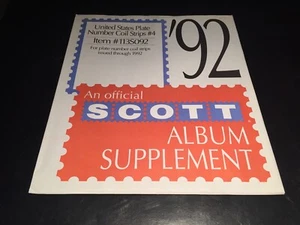 United States Plate
Number Coil Strips #4
Item #113S092
For plate number coil strips
issued through 1992
'92
An official
SCOTT
ALBUM
SUPPLEMENT